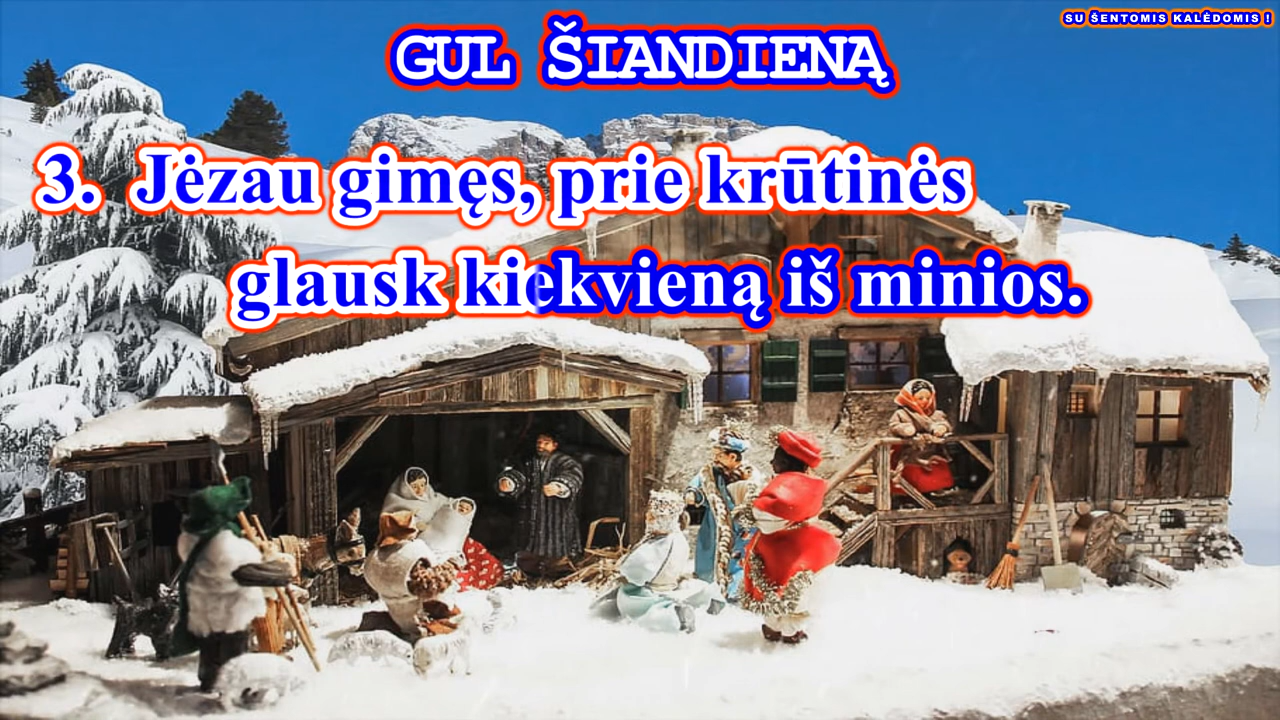 SU ŠENTOMIS KALĖDOMIS !
GUL ŠIANDIENĄ
3. Jėzau gimęs, prie krūtinės
glausk kiekvieną iš minios.